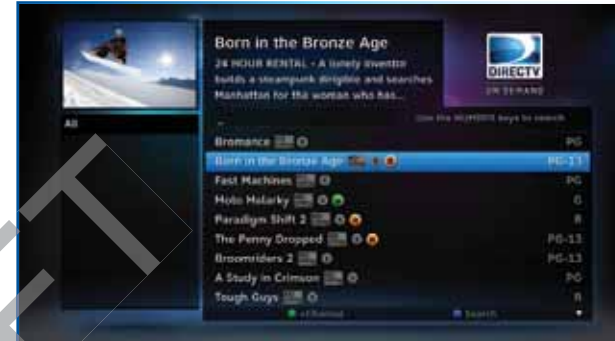 Born in the Bronze Age
24 HOUR RENTAL - A lonely inventor
builds a steampunk dirigible and searches
Manhattan for the woman who has...
DIRECTV
ON DEMAND
All
Use the NUMBER keys to search
Bromance PG
Born in the Bronze Age PG-13
Fast Machines PG
Moto Malarky G
Paradigm Shift 2 R
The Penny Dropped PG-13
Broomriders 2 PG-13
A Study in Crimson PG
Tough Guys R
Search